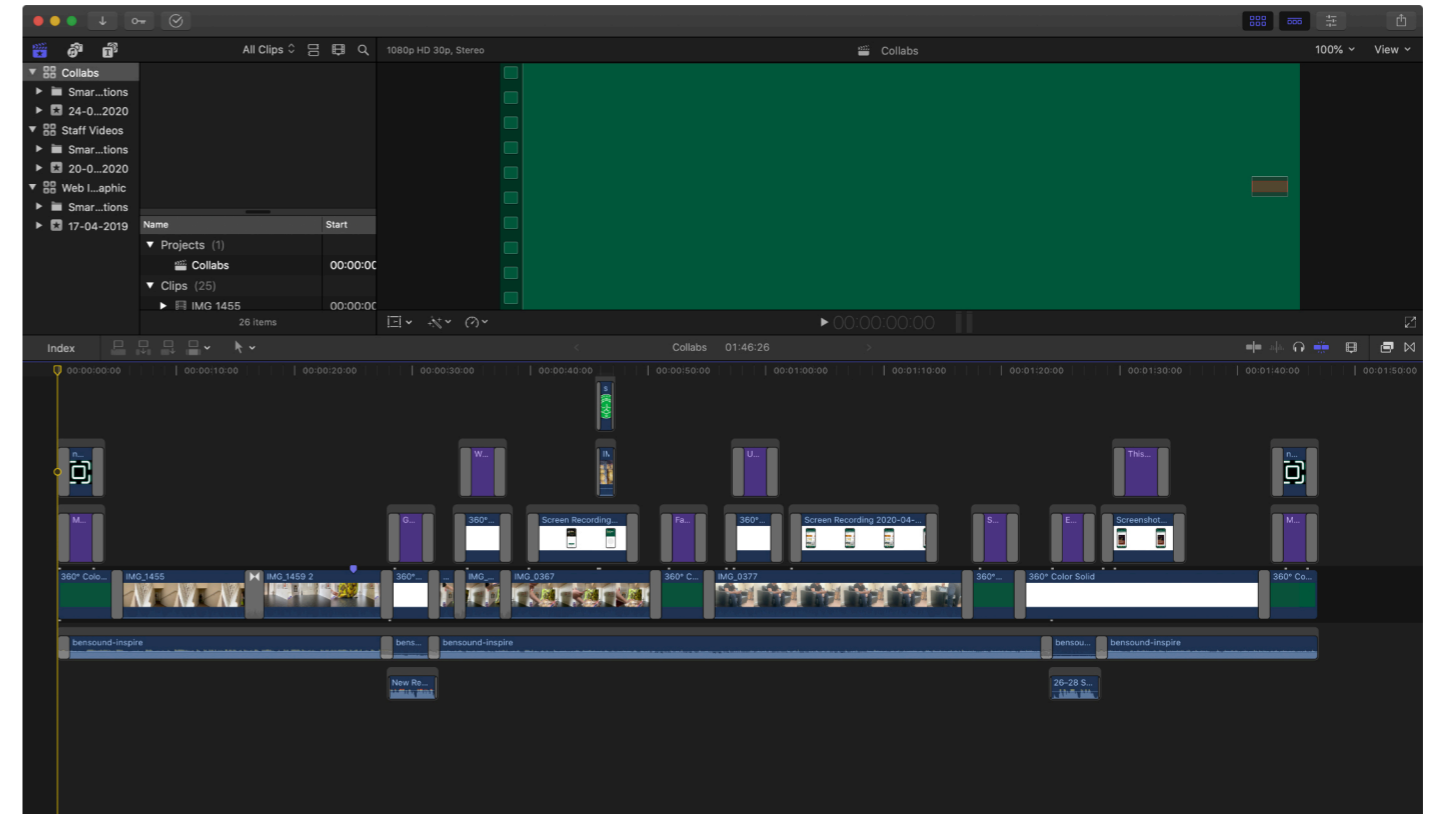 All Clips
1080p HD 30p, Stereo
Collabs
100%
View
Collabs
Smar...tions
24-0...2020
Staff Videos
Smar...tions
20-0...2020
Web I...aphic
Smar...tions
17-04-2019
Name Start
Projects (1)
Collabs 00:00:00
Clips (25)
IMG 1455 00:00:00
26 items
00:00:00:00
Index
Collabs 01:46:26
00:00:00:00 00:00:10:00 00:00:20:00 00:00:30:00 00:00:40:00 00:00:50:00 00:01:00:00 00:01:10:00 00:01:20:00 00:01:30:00 00:01:40:00 00:01:50:00
s
n... W... U... This... n...
M... G... 360°... Screen Recording... Fa... 360°... Screen Recording 2020-04-... S... E... Screenshot... M...
360° Colo... IMG_1455 IMG_1459 2 360°... ... IMG_... IMG_0367 360° C... IMG_0377 360°... 360° Color Solid 360° Co...
bensound-inspire bens... bensound-inspire bensou... bensound-inspire
New Re... 26–28 S...